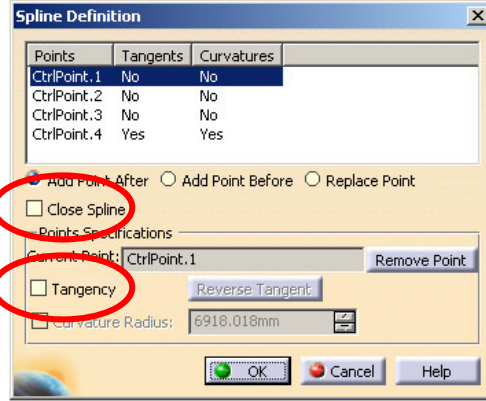 Spline Definition
Points Tangents Curvatures
CtrlPoint.1 No No
CtrlPoint.2 No No
CtrlPoint.3 No No
CtrlPoint.4 Yes Yes
Add Point After Add Point Before Replace Point
Close Spline
Points Specifications
Current Point: CtrlPoint.1 Remove Point
Tangency Reverse Tangent
Curvature Radius: 6918.018mm
OK Cancel Help